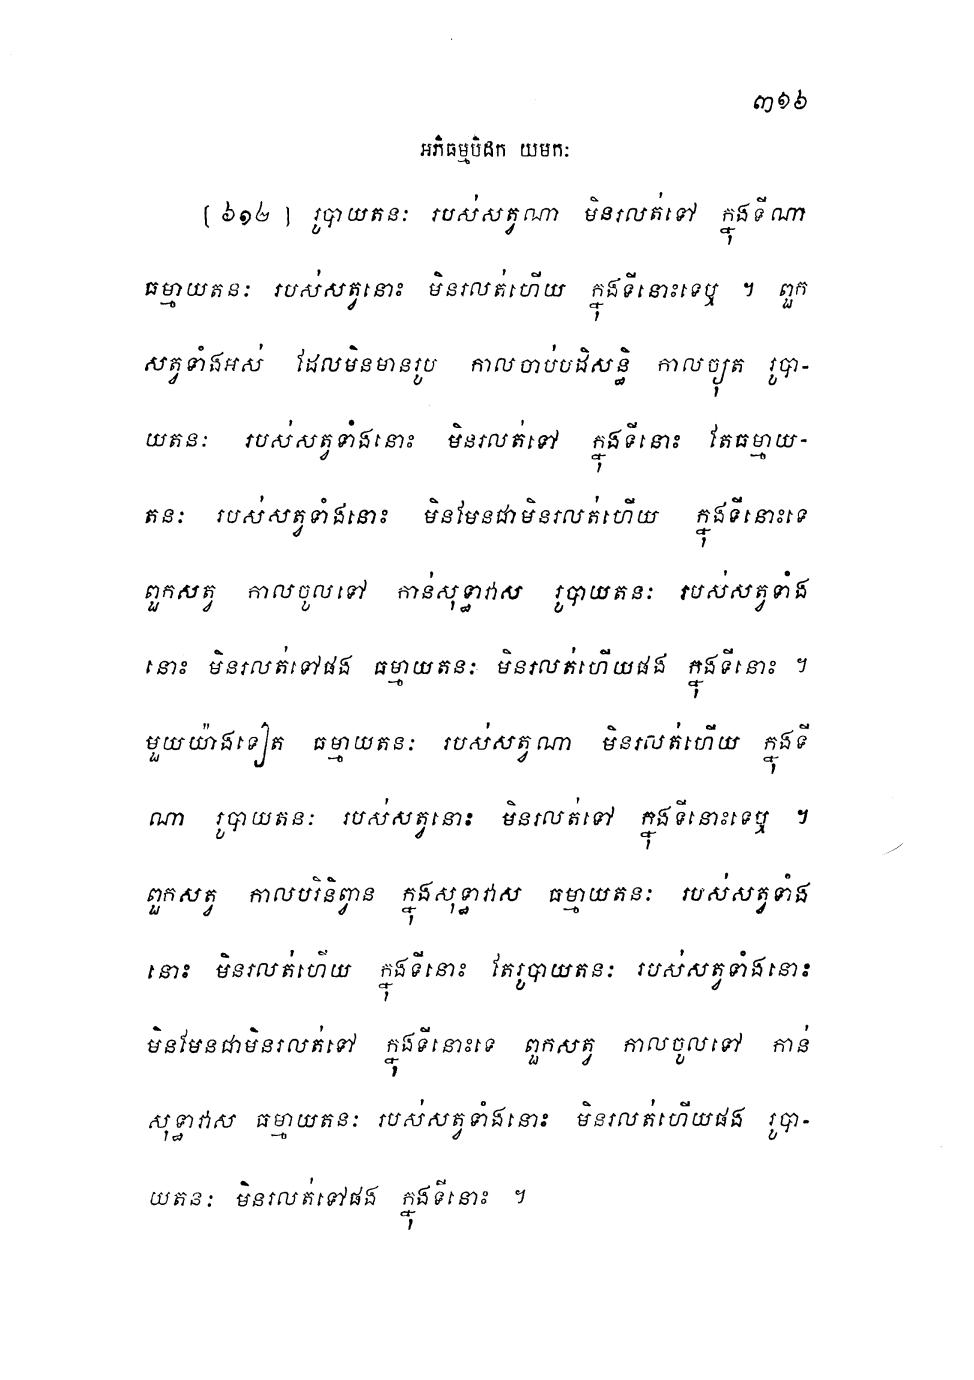 ៣១៦
អភិធម្មបិដក យមកៈ
[ ៦១២ ] រូបាយតនៈ របស់សត្វណា មិនរលត់ទៅ ក្នុងទីណា
ធម្មាយតនៈ របស់សត្វនោះ មិនរលត់ហើយ ក្នុងទីនោះទេឬ ។ ពួក
សត្វទាំងអស់ ដែលមិនមានរូប កាលចាប់បដិសន្ធិ កាលច្យុត រូបា-
យតនៈ របស់សត្វទាំងនោះ មិនរលត់ទៅ ក្នុងទីនោះ តែធម្មាយ-
តនៈ របស់សត្វទាំងនោះ មិនមែនជាមិនរលត់ហើយ ក្នុងទីនោះទេ
ពួកសត្វ កាលចូលទៅ កាន់សុទ្ធាវាស រូបាយតនៈ របស់សត្វទាំង
នោះ មិនរលត់ទៅផង ធម្មាយតនៈ មិនរលត់ហើយផង ក្នុងទីនោះ ។
មួយយ៉ាងទៀត ធម្មាយតនៈ របស់សត្វណា មិនរលត់ហើយ ក្នុងទី
ណា រូបាយតនៈ របស់សត្វនោះ មិនរលត់ទៅ ក្នុងទីនោះទេឬ ។
ពួកសត្វ កាលបរិនិព្វាន ក្នុងសុទ្ធាវាស ធម្មាយតនៈ របស់សត្វទាំង
នោះ មិនរលត់ហើយ ក្នុងទីនោះ តែរូបាយតនៈ របស់សត្វទាំងនោះ
មិនមែនជាមិនរលត់ទៅ ក្នុងទីនោះទេ ពួកសត្វ កាលចូលទៅ កាន់
សុទ្ធាវាស ធម្មាយតនៈ របស់សត្វទាំងនោះ មិនរលត់ហើយផង រូបា-
យតនៈ មិនរលត់ទៅផង ក្នុងទីនោះ ។